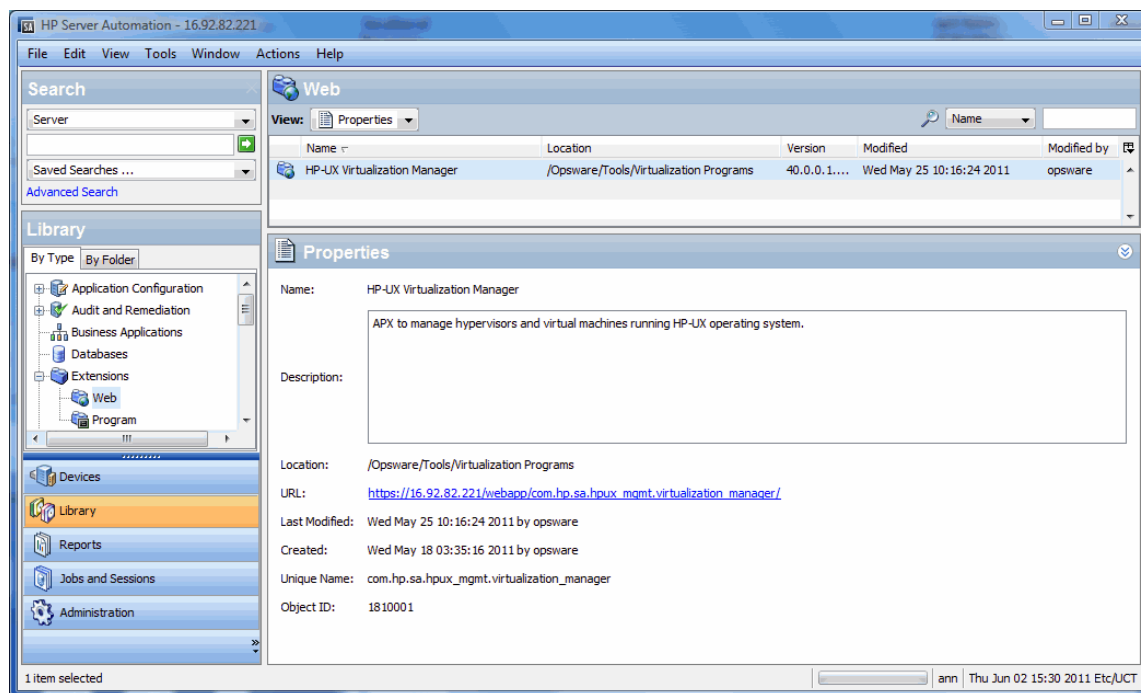 SA HP Server Automation - 16.92.82.221
File Edit View Tools Window Actions Help
Search
Server
Saved Searches ...
Advanced Search
Library
By Type By Folder
Application Configuration
Audit and Remediation
Business Applications
Databases
Extensions
Web
Program
Devices
Library
Reports
Jobs and Sessions
Administration
Web
View: Properties Name
Name Location Version Modified Modified by
HP-UX Virtualization Manager /Opsware/Tools/Virtualization Programs 40.0.0.1.... Wed May 25 10:16:24 2011 opsware
Properties
Name: HP-UX Virtualization Manager
Description: APX to manage hypervisors and virtual machines running HP-UX operating system.
Location: /Opsware/Tools/Virtualization Programs
URL: https://16.92.82.221/webapp/com.hp.sa.hpux_mgmt.virtualization_manager/
Last Modified: Wed May 25 10:16:24 2011 by opsware
Created: Wed May 18 03:35:16 2011 by opsware
Unique Name: com.hp.sa.hpux_mgmt.virtualization_manager
Object ID: 1810001
1 item selected ann Thu Jun 02 15:30 2011 Etc/UCT